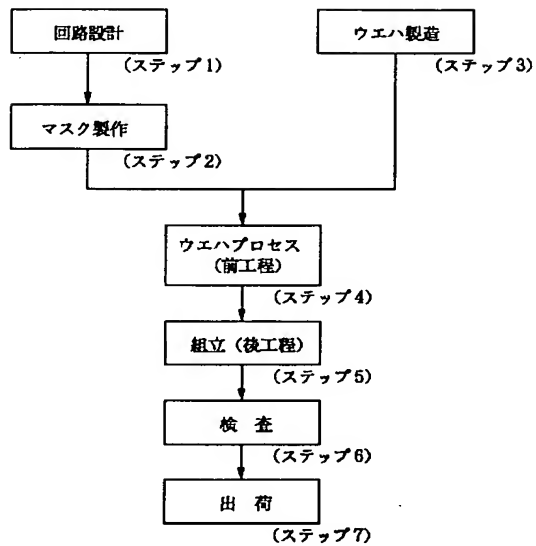 回路設計
(ステップ1)
ウエハ製造
(ステップ3)
マスク製作
(ステップ2)
ウエハプロセス
(前工程)
(ステップ4)
組立(後工程)
(ステップ5)
検 査
(ステップ6)
出 荷
(ステップ7)